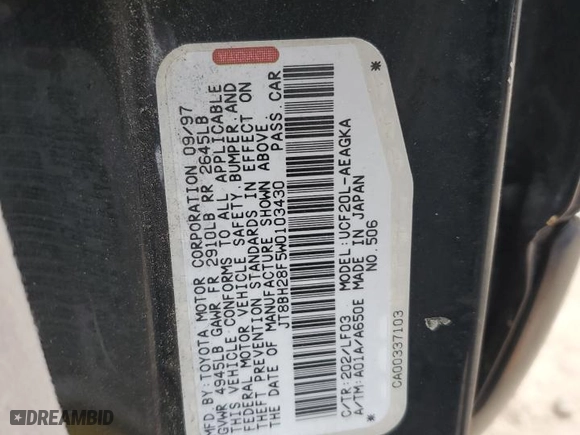 MFD. BY: TOYOTA MOTOR CORPORATION 09/97
GVWR 4945LB GAWR FR 2910LB RR 2645LB
THIS VEHICLE CONFORMS TO ALL APPLICABLE
FEDERAL MOTOR VEHICLE SAFETY, BUMPER, AND
THEFT PREVENTION STANDARDS IN EFFECT ON
THE DATE OF MANUFACTURE SHOWN ABOVE
JT8BH28F5W0103430 PASS. CAR
* *
C/TR: 202/LF03 MODEL: UCF20L-AEAGKA
A/TM: A01A/A650E MADE IN JAPAN
NO. 506
CA00337103
AUTOBIDCAR